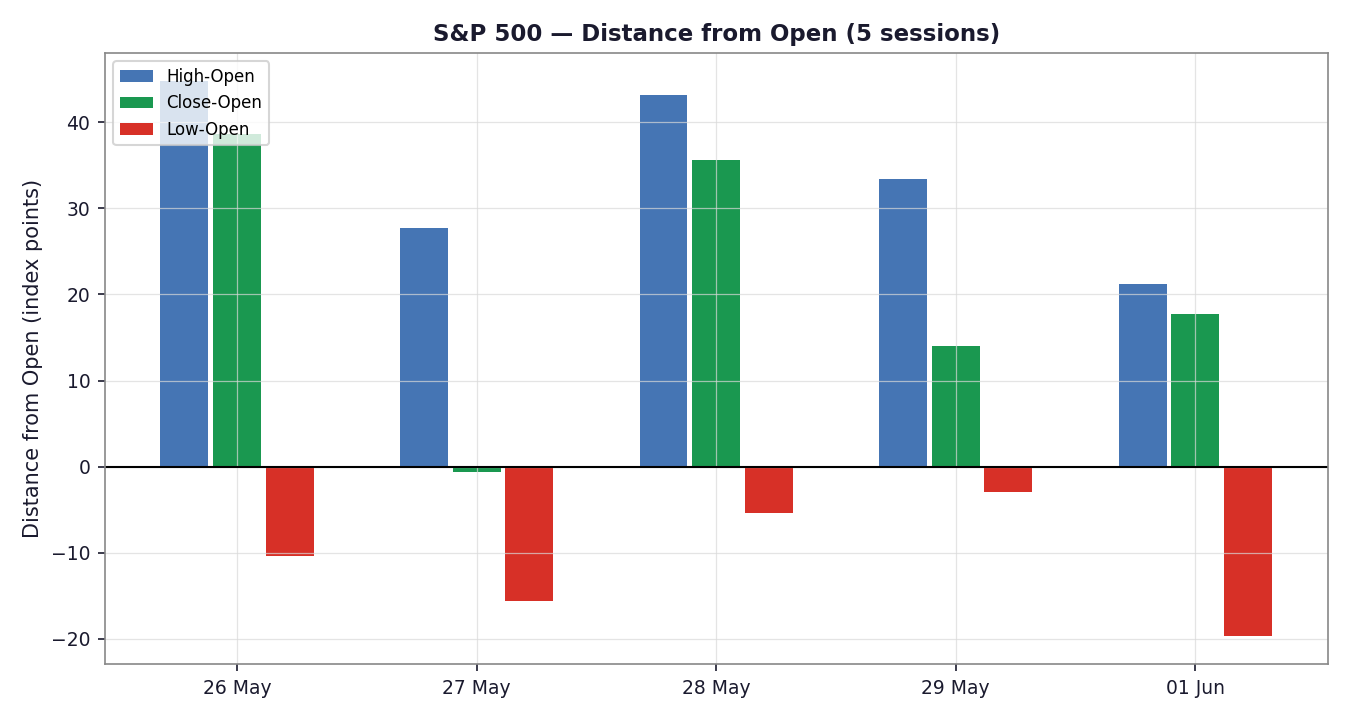 S&P 500 — Distance from Open (5 sessions)
High-Open
Close-Open
Low-Open
Distance from Open (index points)
40
30
20
10
0
−10
−20
26 May
27 May
28 May
29 May
01 Jun